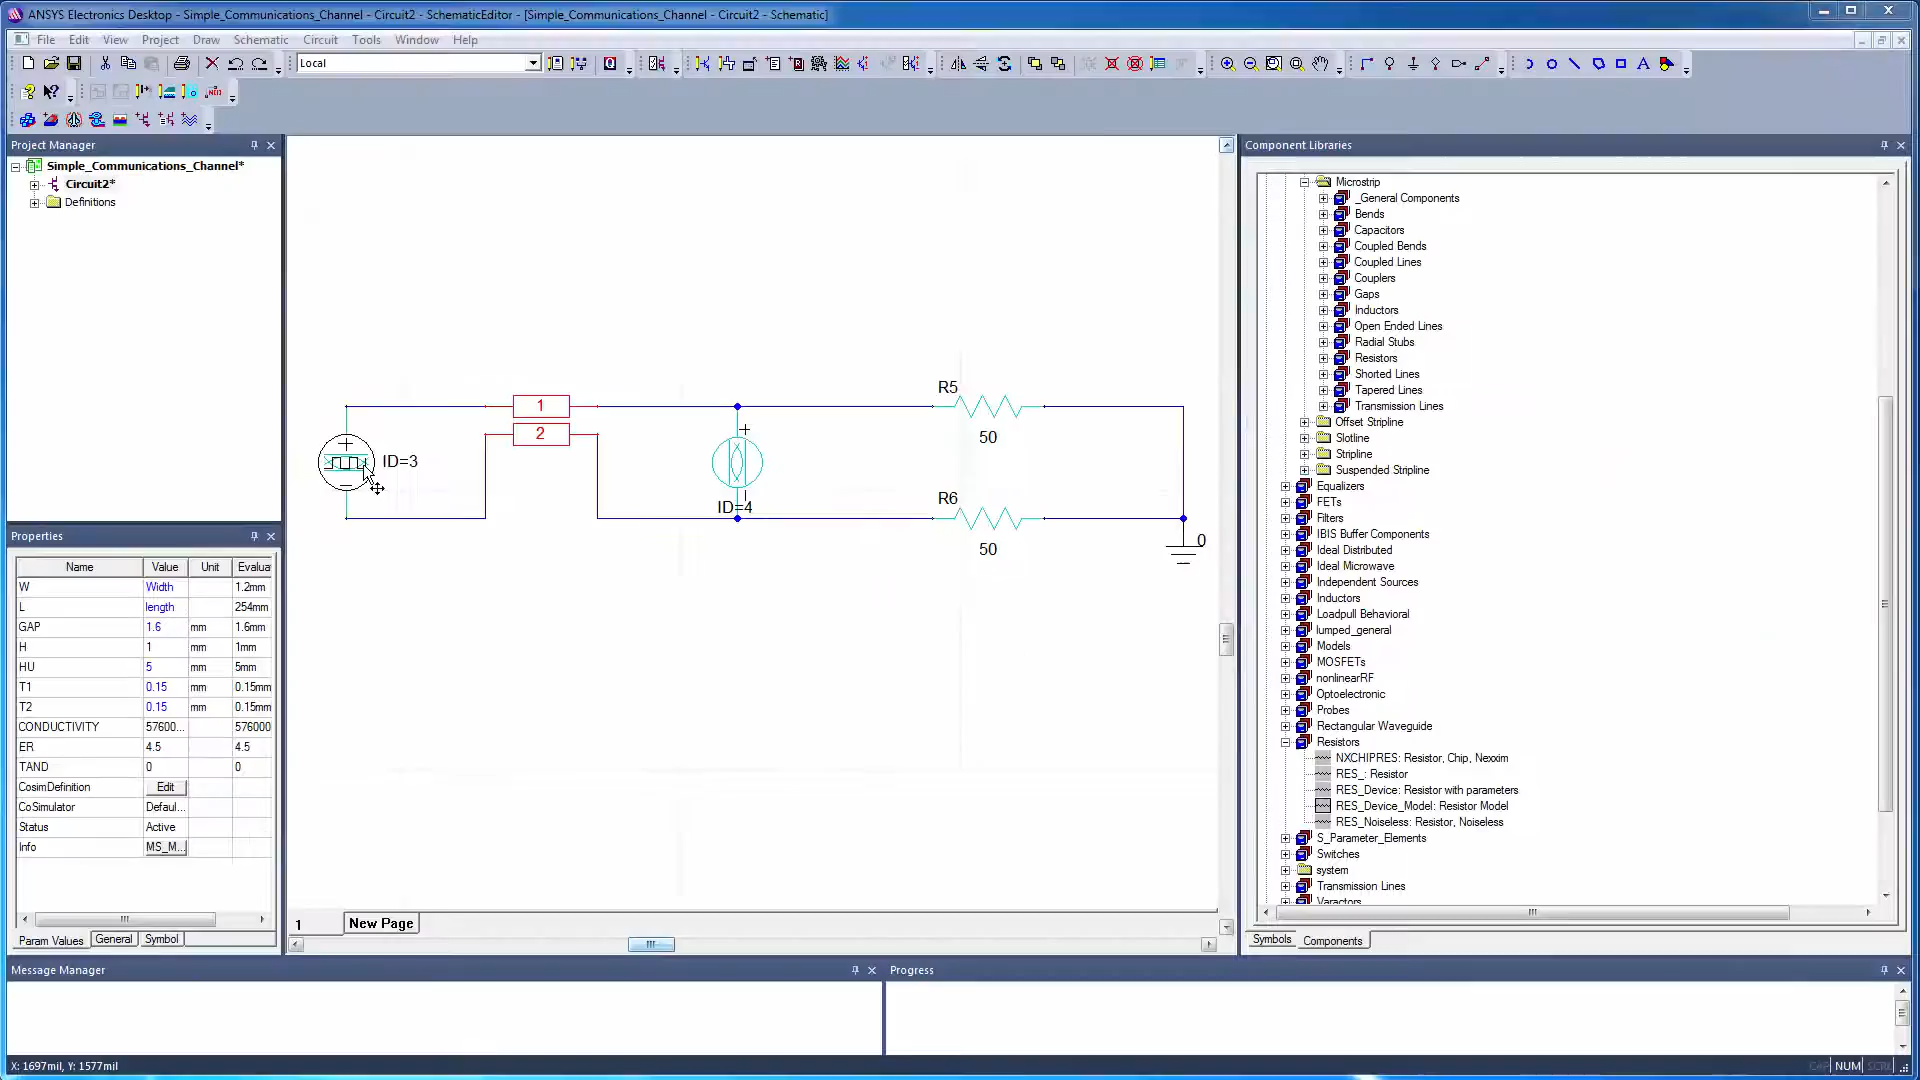 ANSYS Electronics Desktop - Simple_Communications_Channel - Circuit2 - SchematicEditor - [Simple_Communications_Channel - Circuit2 - Schematic]
File Edit View Project Draw Schematic Circuit Tools Window Help
Local
Project Manager
Simple_Communications_Channel*
Circuit2*
Definitions
Properties
Name Value Unit Evalua
W Width 1.2mm
L length 254mm
GAP 1.6 mm 1.6mm
H 1 mm 1mm
HU 5 mm 5mm
T1 0.15 mm 0.15mm
T2 0.15 mm 0.15mm
CONDUCTIVITY 57600... 576000
ER 4.5 4.5
TAND 0 0
CosimDefinition Edit
CoSimulator Defaul...
Status Active
Info MS_M...
Param Values General Symbol
1
2
ID=3
+
−
+
ID=4
R5
50
R6
50
0
1 New Page
Component Libraries
Microstrip
_General Components
Bends
Capacitors
Coupled Bends
Coupled Lines
Couplers
Gaps
Inductors
Open Ended Lines
Radial Stubs
Resistors
Shorted Lines
Tapered Lines
Transmission Lines
Offset Stripline
Slotline
Stripline
Suspended Stripline
Equalizers
FETs
Filters
IBIS Buffer Components
Ideal Distributed
Ideal Microwave
Independent Sources
Inductors
Loadpull Behavioral
lumped_general
Models
MOSFETs
nonlinearRF
Optoelectronic
Probes
Rectangular Waveguide
Resistors
NXCHIPRES: Resistor, Chip, Nexxim
RES_: Resistor
RES_Device: Resistor with parameters
RES_Device_Model: Resistor Model
RES_Noiseless: Resistor, Noiseless
S_Parameter_Elements
Switches
system
Transmission Lines
Varactors
Symbols Components
Message Manager
Progress
X: 1697mil, Y: 1577mil
CAP NUM SCRL